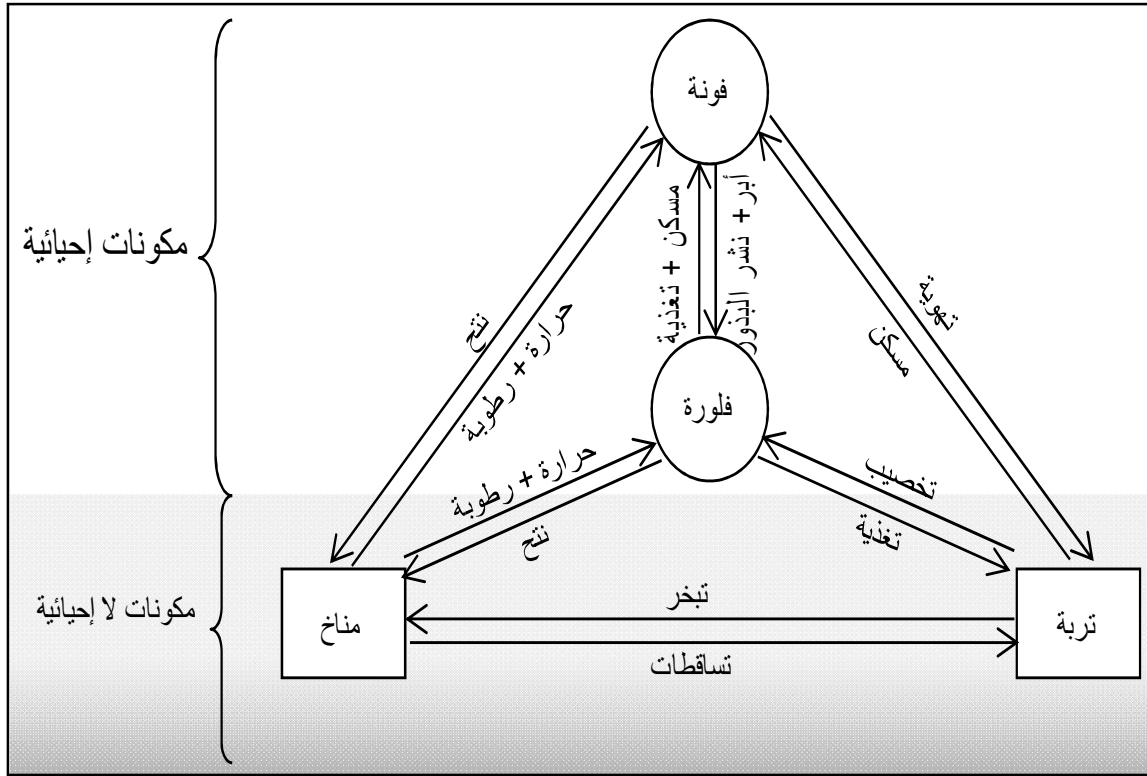 فونة
مكونات إحيائية
مسكن + تغذية
أبر + نشر البذور
نتح
حرارة + رطوبة
تهوية
مسكن
فلورة
حرارة + رطوبة
نتح
تخصيب
تغذية
مكونات لا إحيائية
مناخ
تبخر
تساقطات
تربة